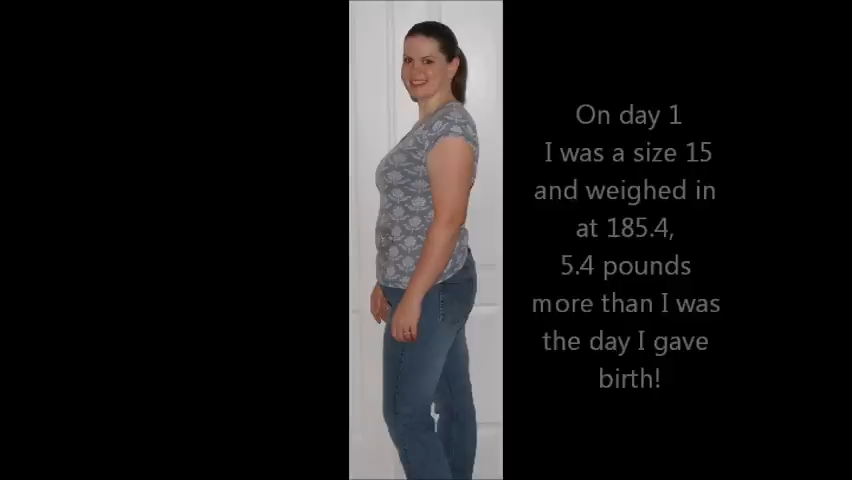 On day 1
I was a size 15
and weighed in
at 185.4,
5.4 pounds
more than I was
the day I gave
birth!